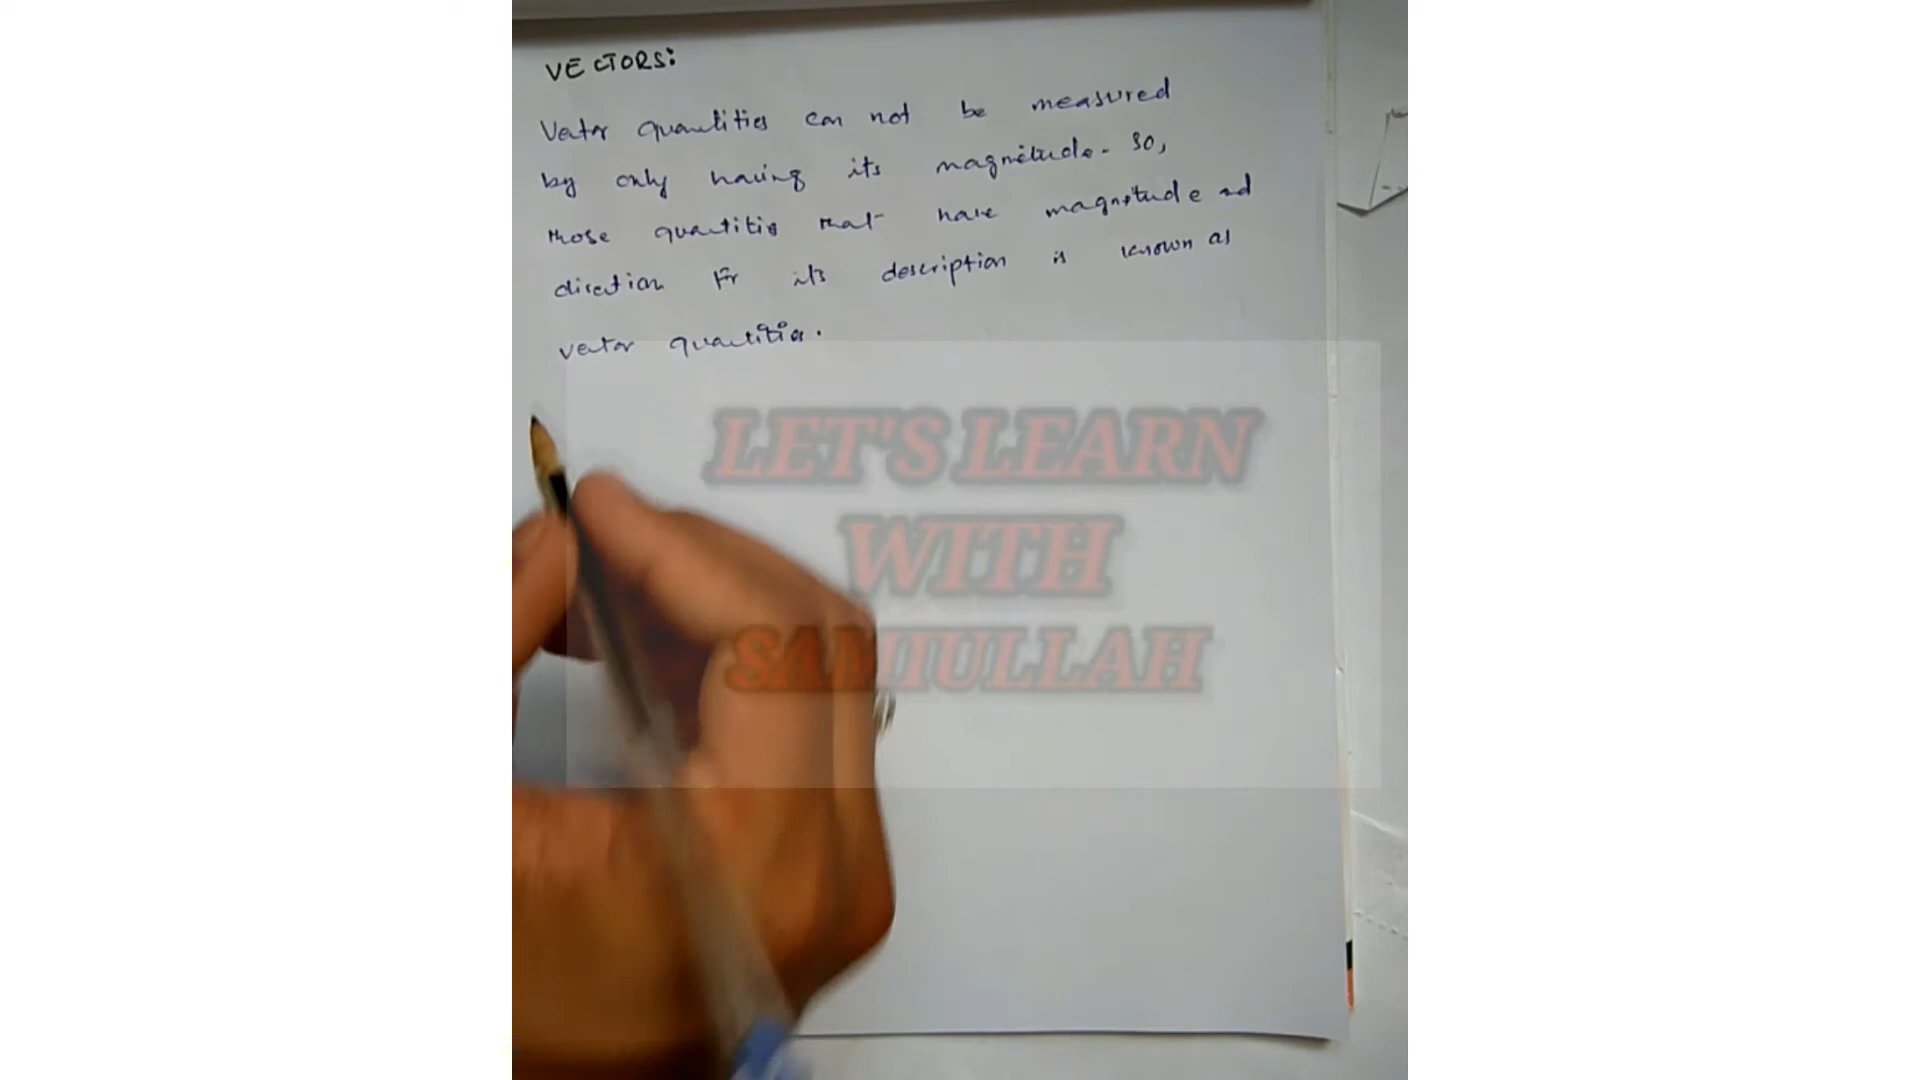 VECTORS:
Vector quantities can not be measured
by only having its magnitude. So,
those quantities that have magnitude and
direction for its description is known as
vector quantities.
LET'S LEARN
WITH
SAMIULLAH